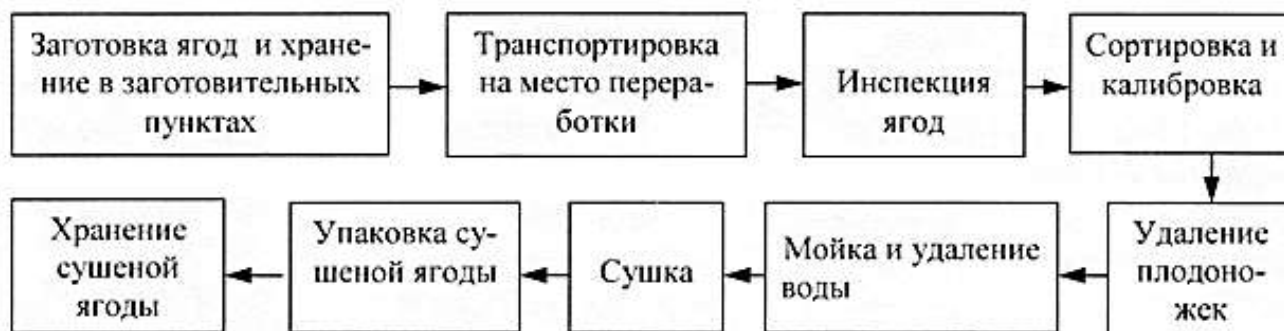 Заготовка ягод и хране-
ние в заготовительных
пунктах
Транспортировка
на место перера-
ботки
Инспекция
ягод
Сортировка и
калибровка
Удаление
плодоно-
жек
Мойка и удаление
воды
Сушка
Упаковка су-
шеной ягоды
Хранение
сушеной
ягоды